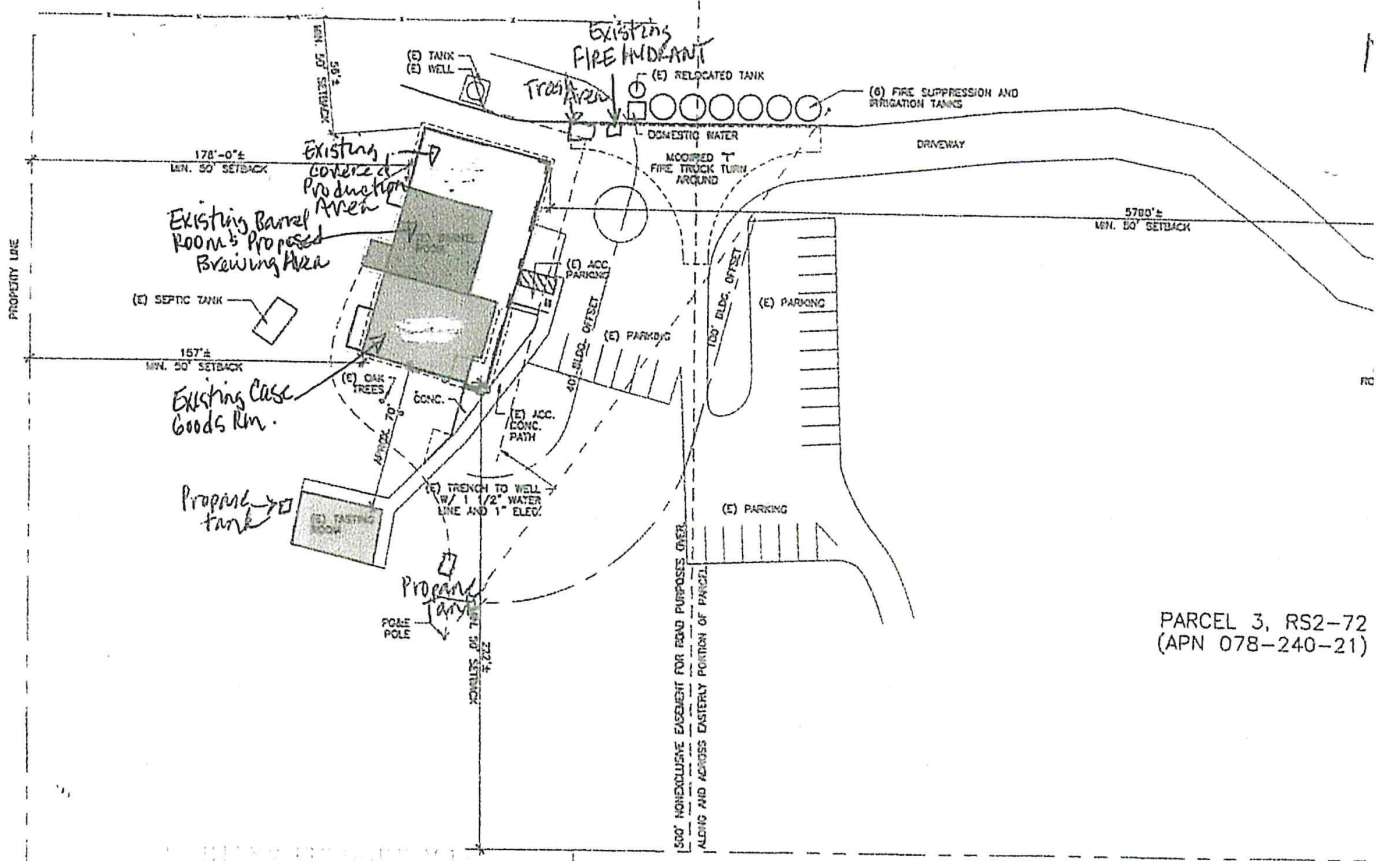 Existing
FIRE HYDRANT
(E) TANK
(E) WELL
MIN. 50' SETBACK
56'±
Trash Area
(E) RELOCATED TANK
(6) FIRE SUPPRESSION AND
IRRIGATION TANKS
DOMESTIC WATER
DRIVEWAY
MODIFIED T
FIRE TRUCK TURN
AROUND
178'-0"±
MIN. 50' SETBACK
Existing
covered
Production
Area
5780'±
MIN. 50' SETBACK
Existing Barrel
Room & Proposed
Brewing Area
PROPERTY LINE
(E) ACC.
PARKING
(E) SEPTIC TANK
40' BLDG. OFFSET
100' BLDG. OFFSET
(E) PARKING
(E) PARKING
157'±
MIN. 50' SETBACK
Existing Case
Goods Rm.
(E) OAK
TREES
CONC.
APROX. 70'
(E) ACC.
CONC.
PATH
(E) TRENCH TO WELL
W/ 1 1/2" WATER
LINE AND 1" ELEC.
Propane
tank
(E) TASTING
ROOM
(E) PARKING
Propane
Tank
PG&E
POLE
222'±
MIN. 50' SETBACK
500' NONEXCLUSIVE EASEMENT FOR ROAD PURPOSES OVER
ALONG AND ACROSS EASTERLY PORTION OF PARCEL
PARCEL 3, RS2-72
(APN 078-240-21)